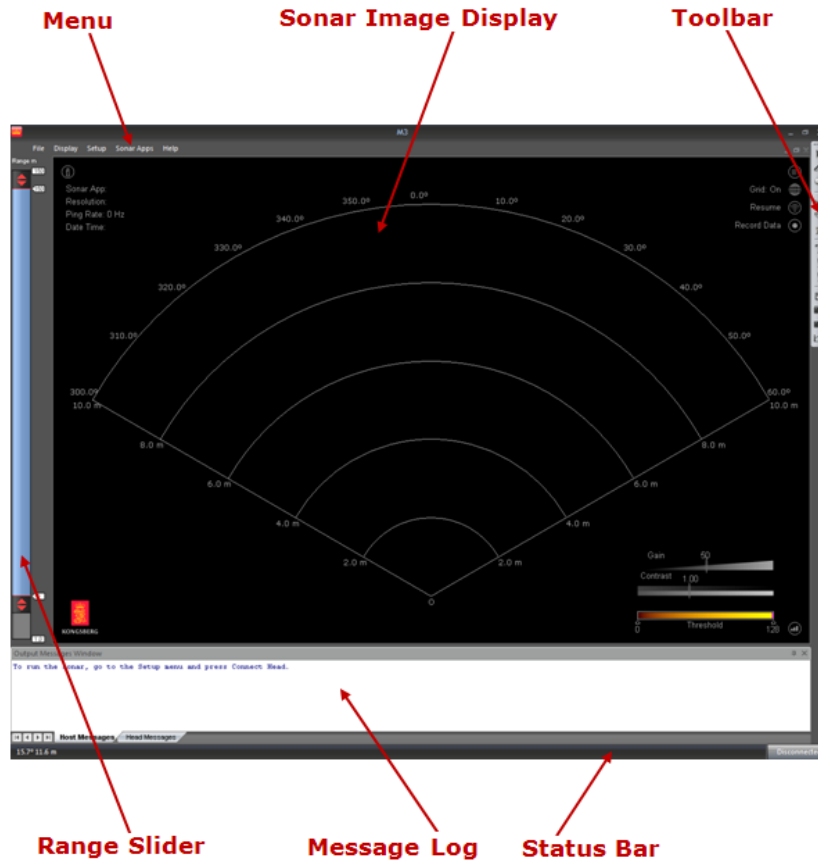 Menu
Sonar Image Display
Toolbar
M3
File Display Setup Sonar Apps Help
Range m
Sonar App:
Resolution:
Ping Rate: 0 Hz
Date Time:
Grid: On
Resume
Record Data
350.0º
0.0º
10.0º
340.0º
20.0º
330.0º
30.0º
320.0º
40.0º
310.0º
50.0º
300.0º
60.0º
10.0 m
10.0 m
8.0 m
8.0 m
6.0 m
6.0 m
4.0 m
4.0 m
2.0 m
2.0 m
0
Gain 50
Contrast 1.00
Threshold
0
128
KONGSBERG
Output Messages Window
To run the Sonar, go to the Setup menu and press Connect Head.
Host Messages
Head Messages
15.7° 11.6 m
Range Slider
Message Log
Status Bar